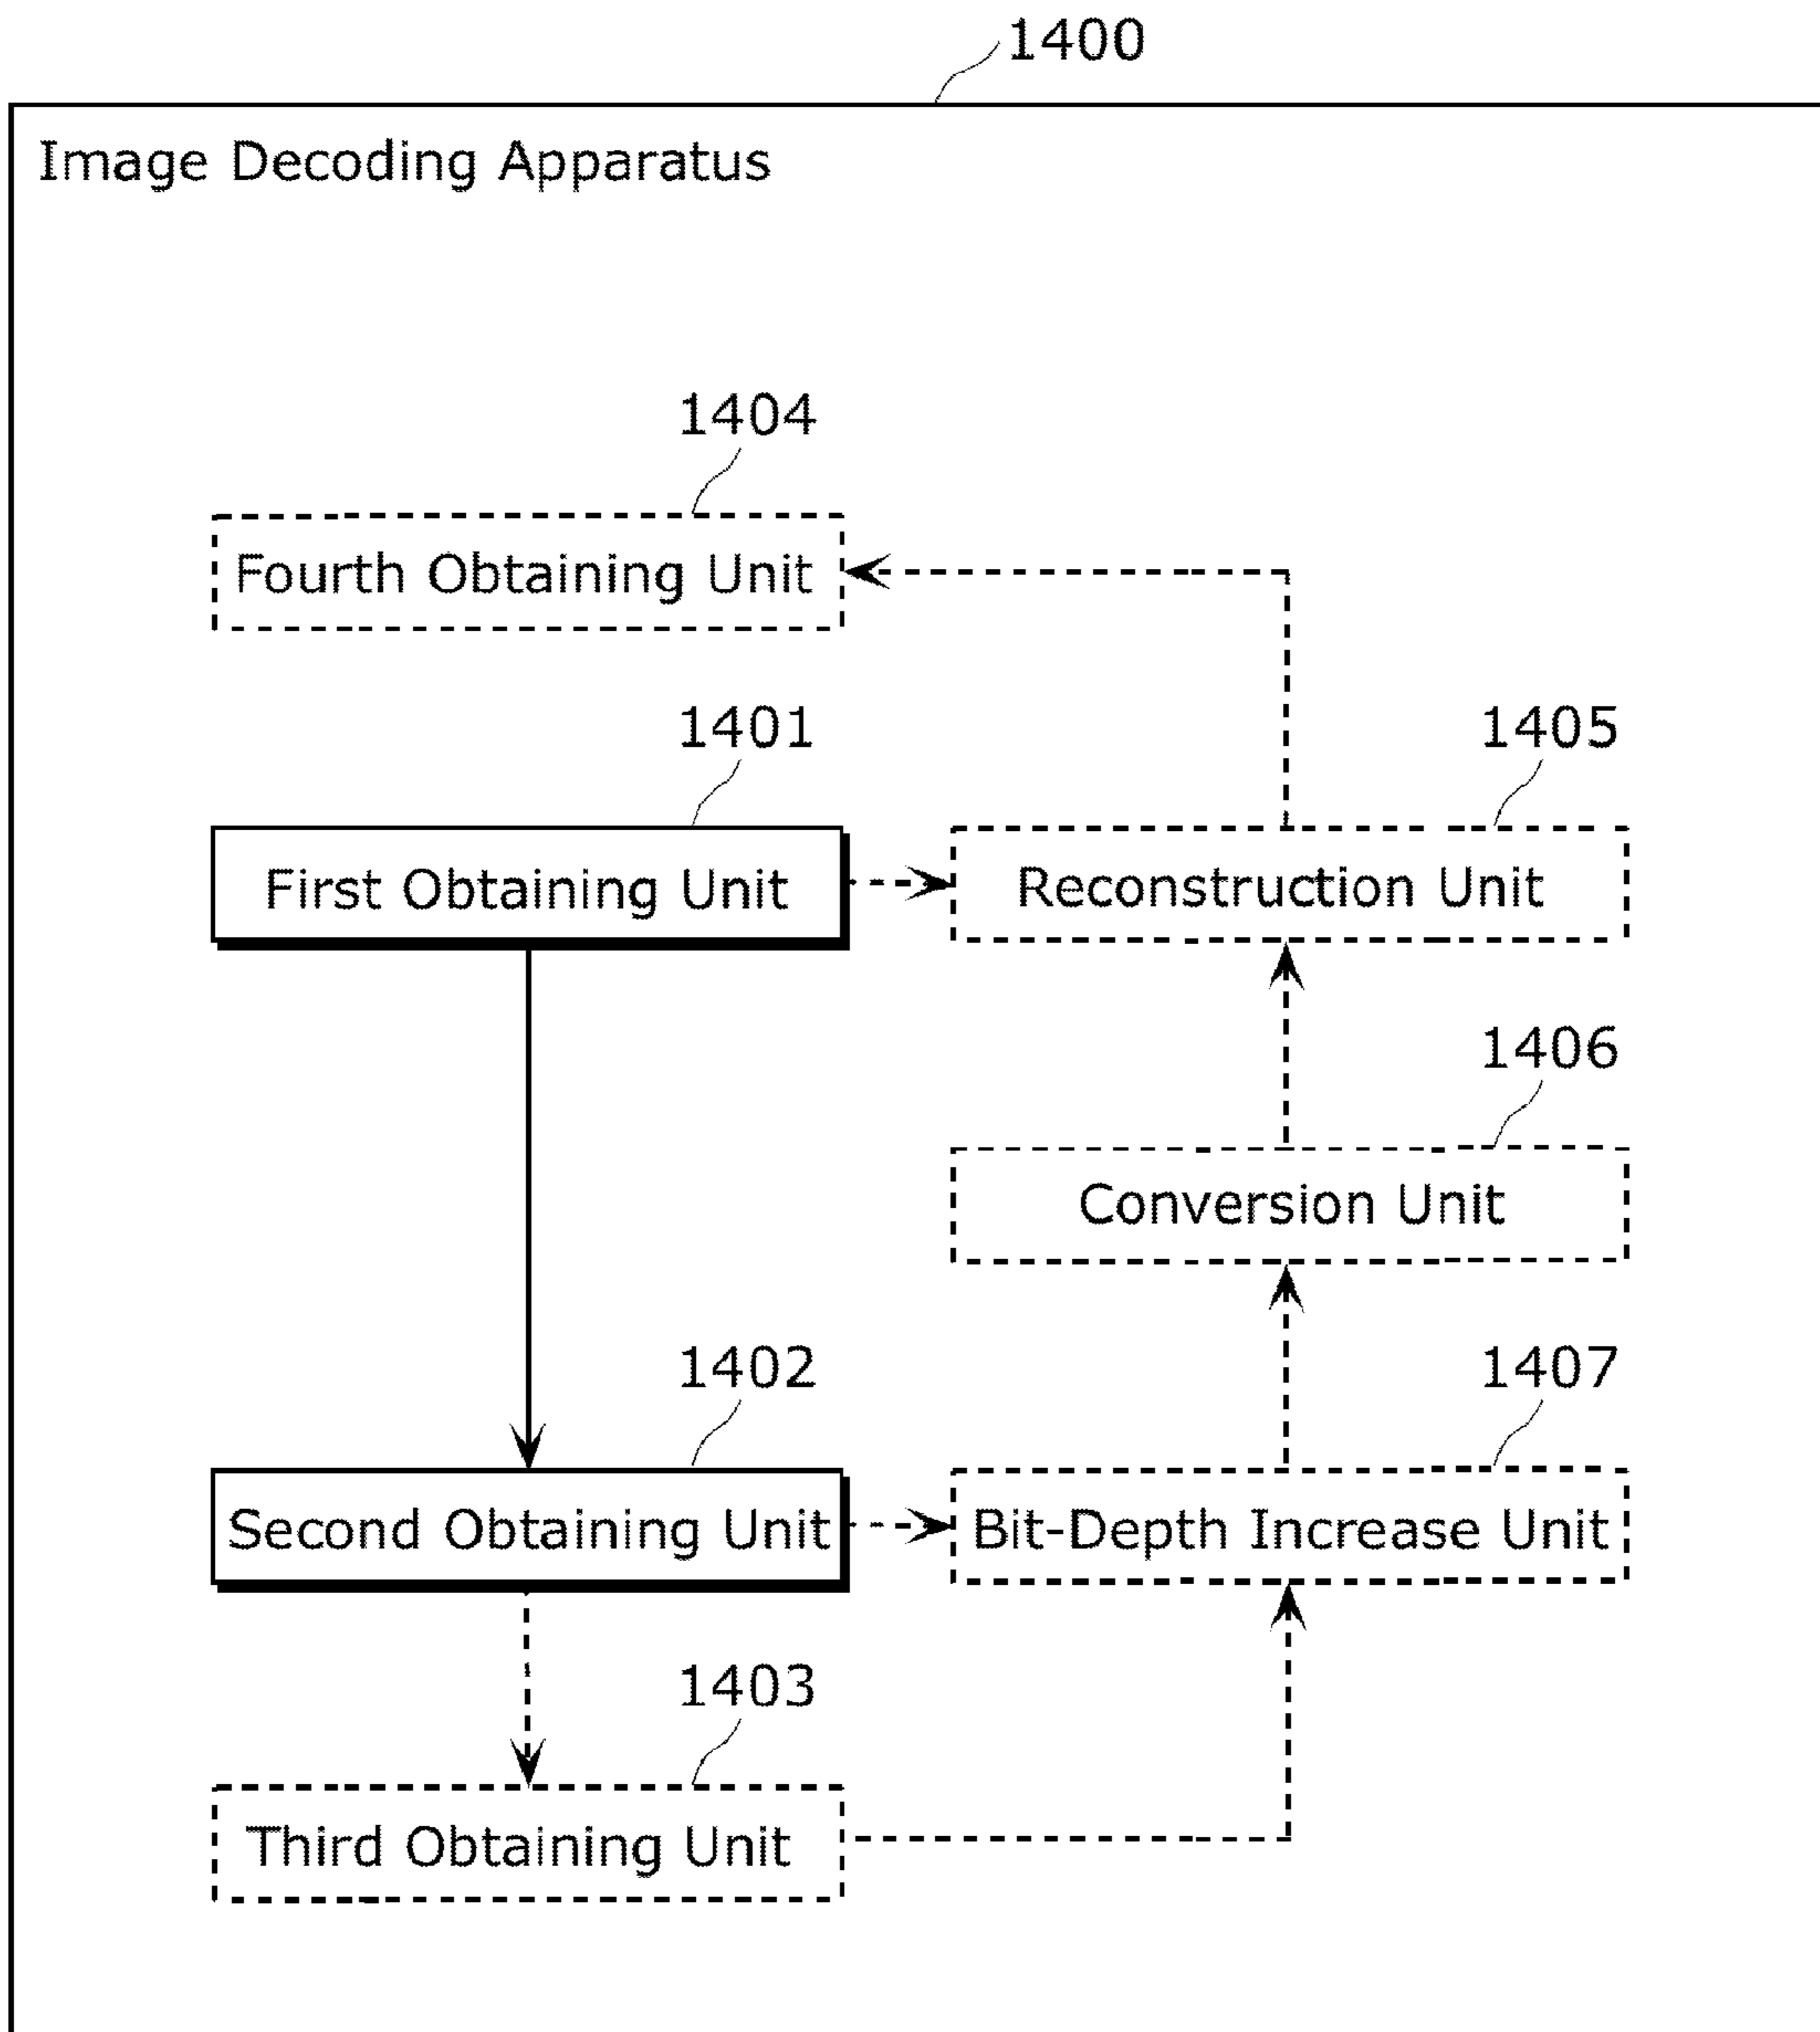 1400
Image Decoding Apparatus
1404
Fourth Obtaining Unit
1401
1405
First Obtaining Unit
Reconstruction Unit
1406
Conversion Unit
1402
1407
Second Obtaining Unit
Bit-Depth Increase Unit
1403
Third Obtaining Unit